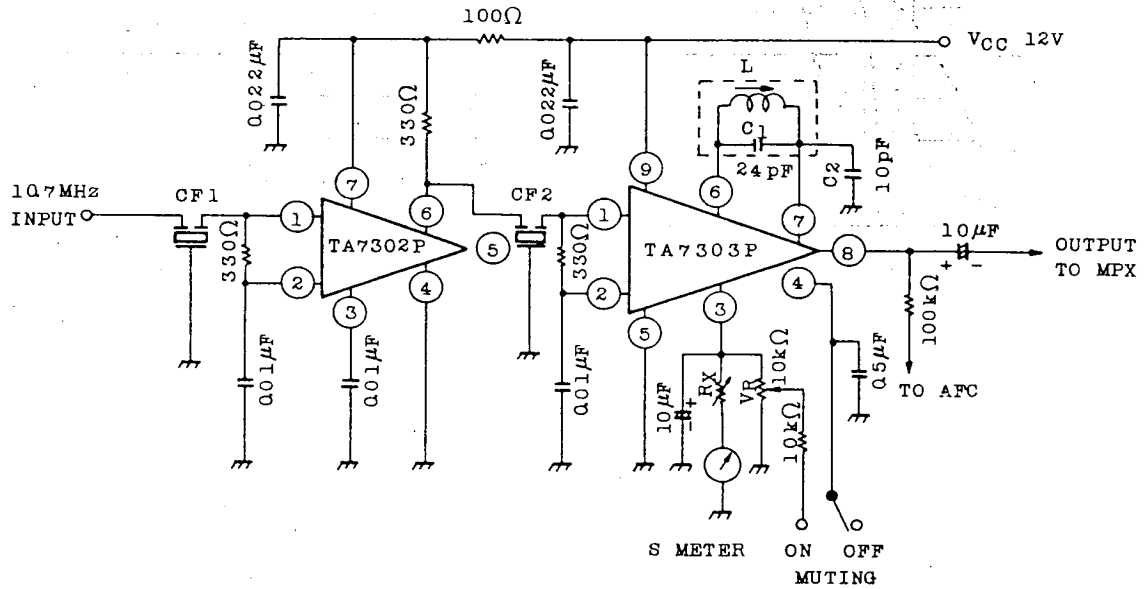 100Ω
VCC 12V
0.022μF
330Ω
0.022μF
L
C1
24pF
C2
10pF
10.7MHz
INPUT
CF1
330Ω
1
2
7
6
TA7302P
5
4
3
0.01μF
0.01μF
CF2
330Ω
0.01μF
1
2
9
6
7
TA7303P
8
4
3
5
10μF
+
-
OUTPUT
TO MPX
100kΩ
TO AFC
0.5μF
10μF
+
-
RX
VR
10kΩ
10kΩ
S METER
ON
OFF
MUTING